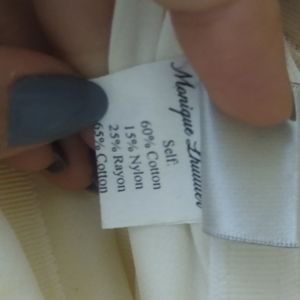 Monique Lhuillier
Self:
60% Cotton
15% Nylon
25% Rayon
65% Cotton